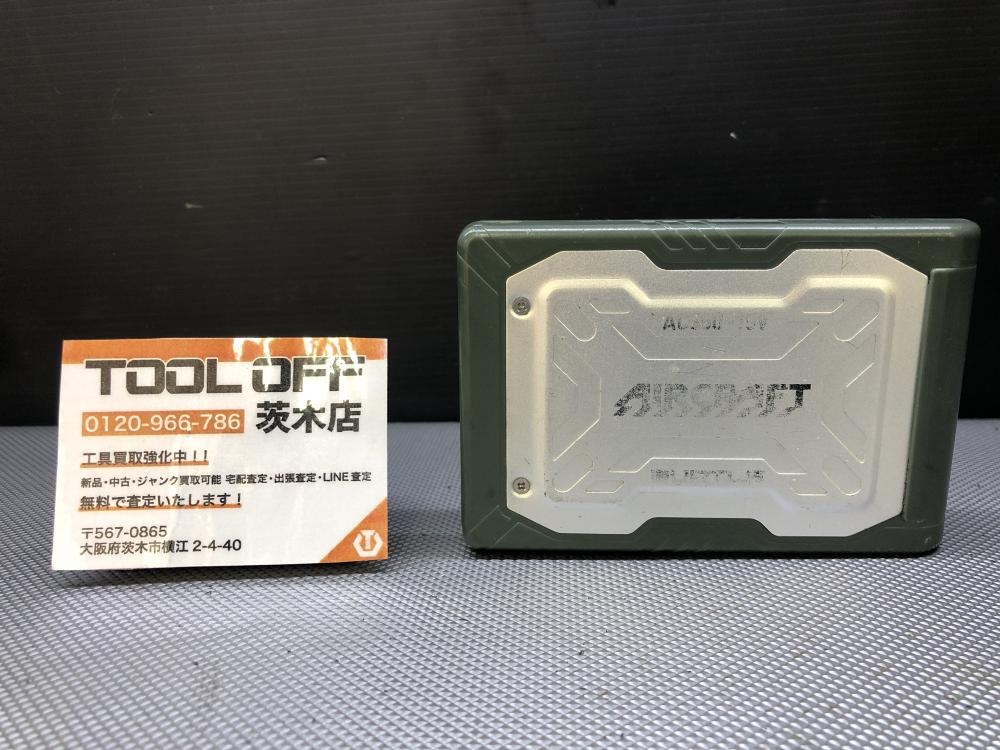 TOOL OFF
0120-966-786 茨木店
工具買取強化中！！
新品・中古・ジャンク買取可能 宅配査定・出張査定・LINE査定
無料で査定いたします！
〒567-0865
大阪府茨木市横江 2-4-40
AIRCRAFT
BURTLE